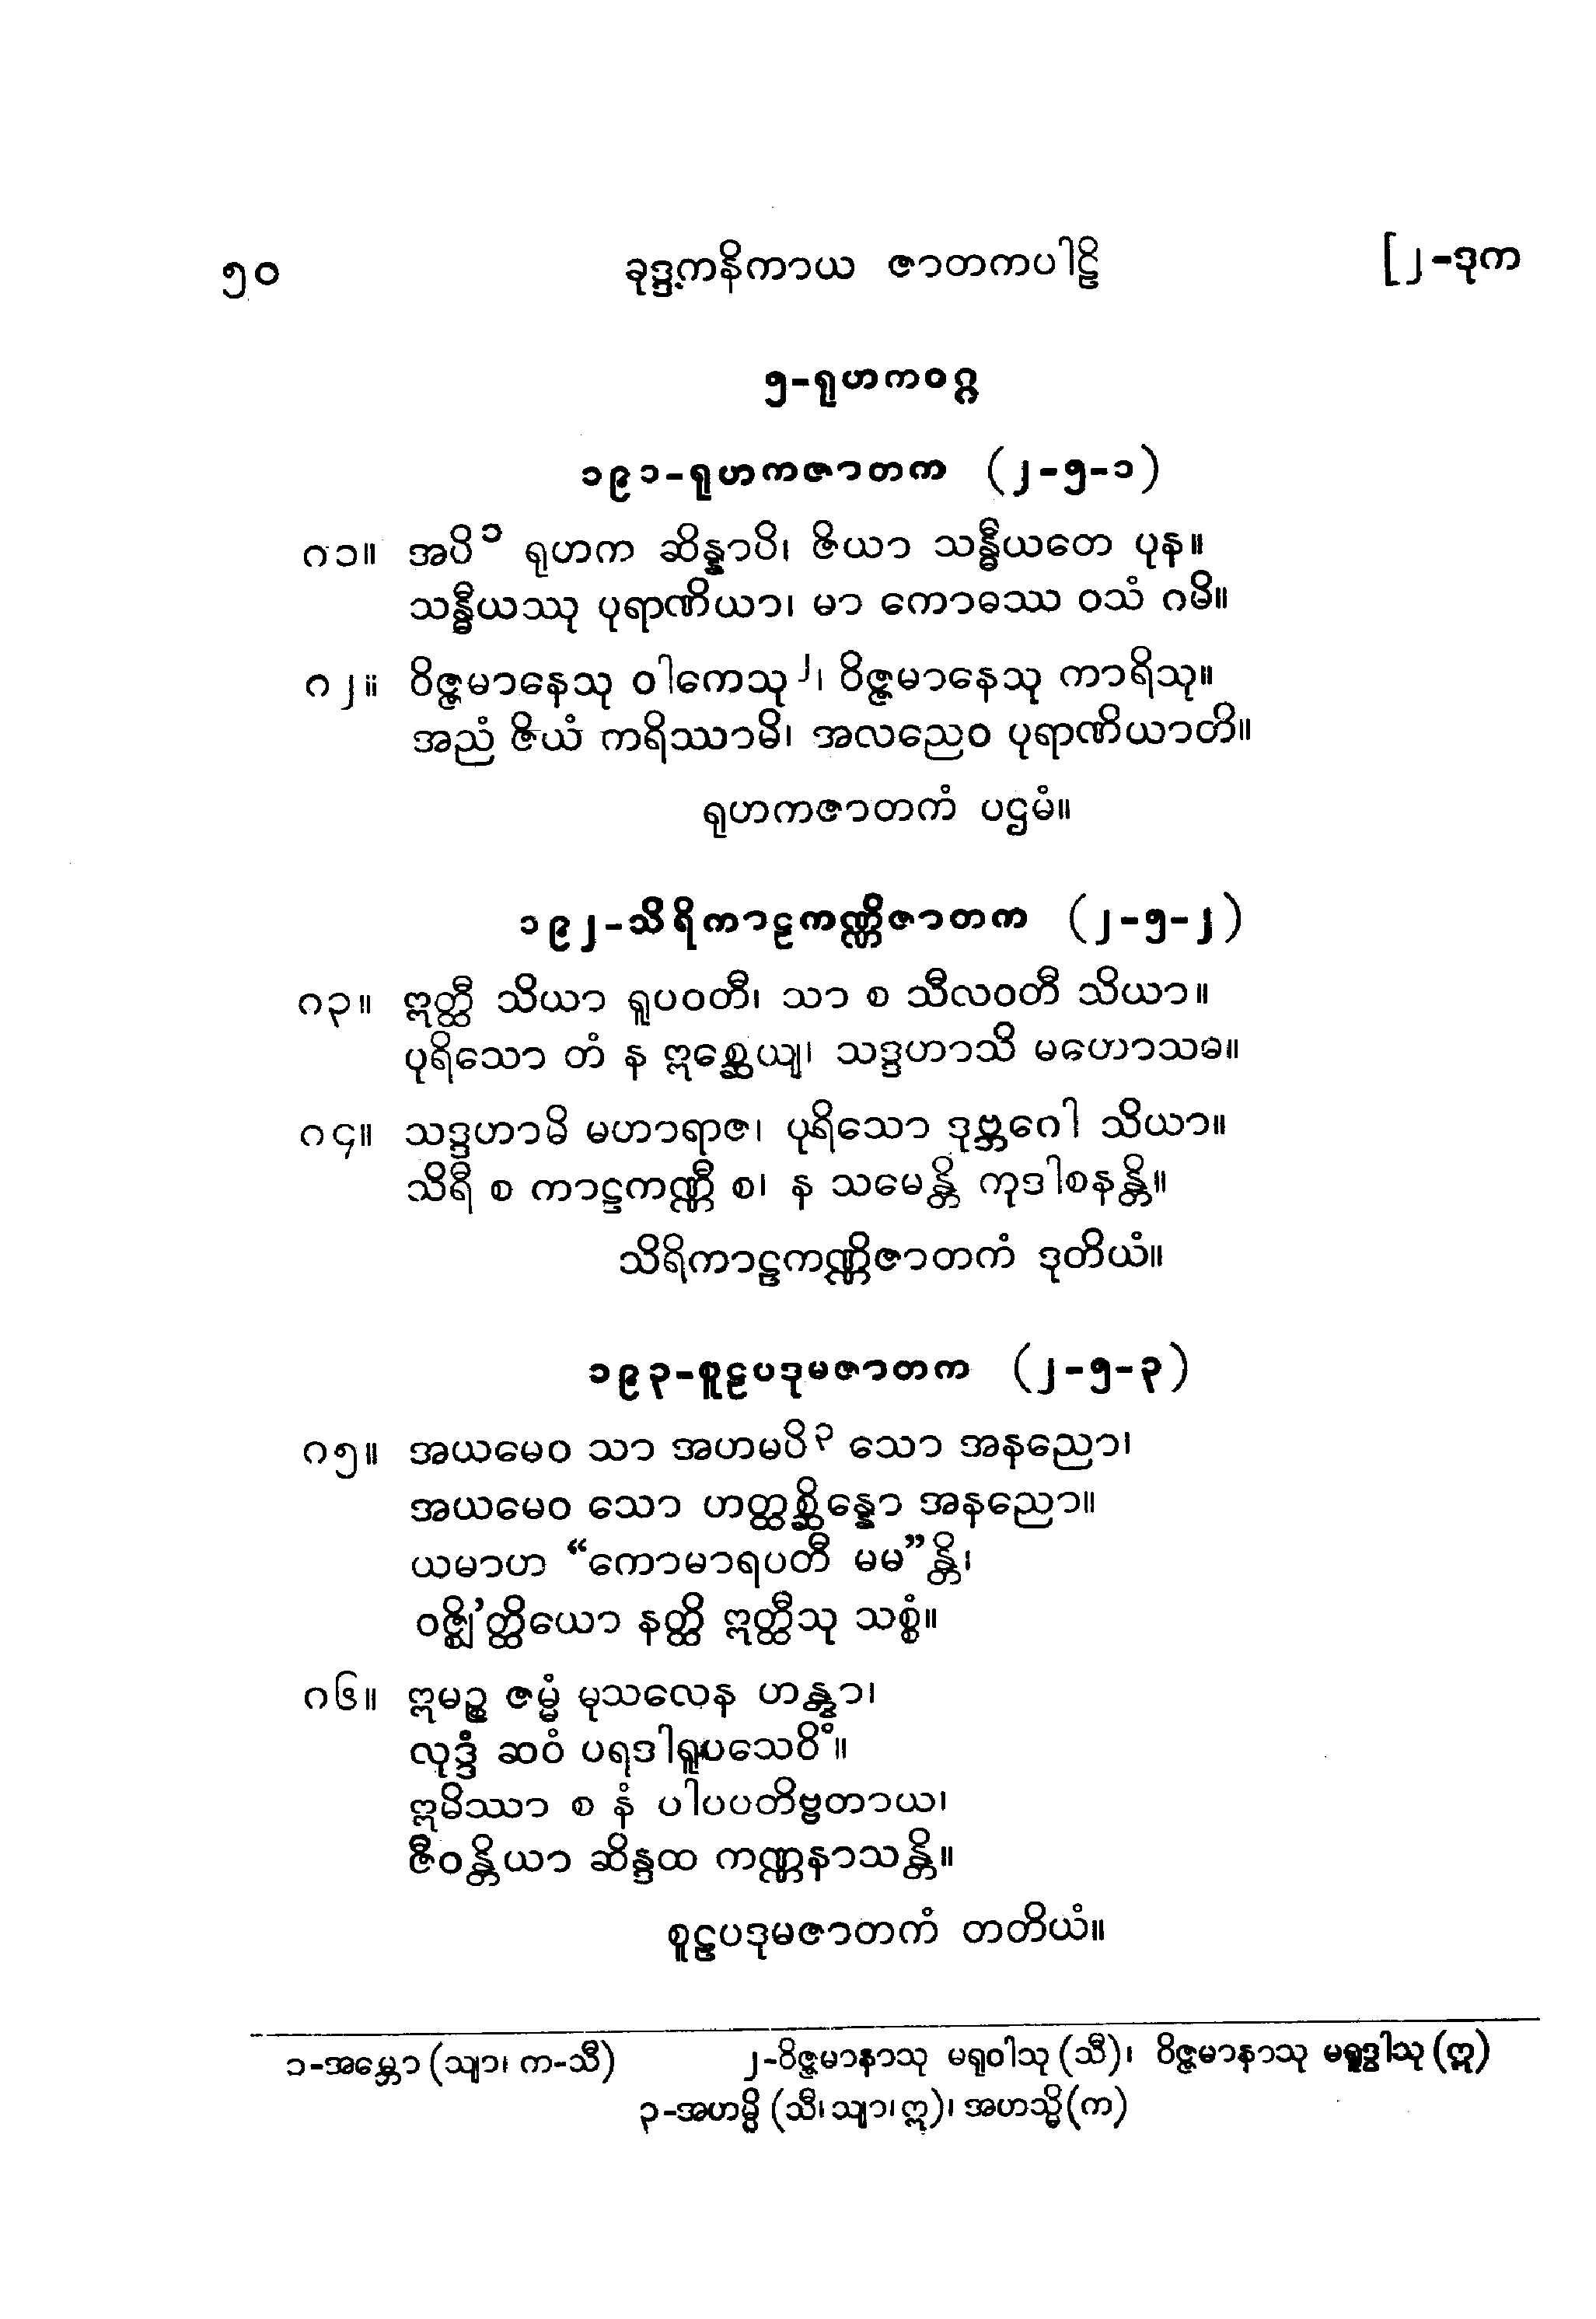 ၅၀ ခုဒ္ဒကနိကာယ ဇာတကပါဠိ [၂-ဒုက
၅-ရုဟကဝဂ္ဂ
၁၉၁-ရုဟကဇာတက (၂-၅-၁)
ဂ၁။ အပိ၁ ရုဟက ဆိန္နာပိ၊ ဇိယာ သန္ဓီယတေ ပုန။
သန္ဓီယဿု ပုရာဏိယာ၊ မာ ကောဓဿ ဝသံ ဂမိ။
ဂ၂။ ဝိဇ္ဇမာနေသု ဝါကေသု၂၊ ဝိဇ္ဇမာနေသု ကာရိသု။
အညံ ဇိယံ ကရိဿာမိ၊ အလညေဝ ပုရာဏိယာတိ။
ရုဟကဇာတကံ ပဌမံ။
၁၉၂-သိရိကာဠကဏ္ဏိဇာတက (၂-၅-၂)
ဂ၃။ ဣတ္ထီ သိယာ ရူပဝတီ၊ သာ စ သီလဝတီ သိယာ။
ပုရိသော တံ န ဣစ္ဆေယျ၊ သဒ္ဒဟာသိ မဟောသဓ။
ဂ၄။ သဒ္ဒဟာမိ မဟာရာဇ၊ ပုရိသော ဒုဗ္ဘဂေါ သိယာ။
သိရီ စ ကာဠကဏ္ဏီ စ၊ န သမေန္တိ ကုဒါစနန္တိ။
သိရိကာဠကဏ္ဏိဇာတကံ ဒုတိယံ။
၁၉၃-စူဠပဒုမဇာတက (၂-၅-၃)
ဂ၅။ အယမေဝ သာ အဟမပိ၃ သော အနညော၊
အယမေဝ သော ဟတ္ထစ္ဆိန္နော အနညော။
ယမာဟ “ကောမာရပတီ မမ”န္တိ၊
ဝဇ္ဈိ’တ္ထိယော နတ္ထိ ဣတ္ထီသု သစ္စံ။
ဂ၆။ ဣမဉ္စ ဇမ္မံ မုသလေန ဟန္တွာ၊
လုဒ္ဒံ ဆဝံ ပရဒါရူပသေဝိံ။
ဣမိဿာ စ နံ ပါပပတိဗ္ဗတာယ၊
ဇီဝန္တိယာ ဆိန္ဒထ ကဏ္ဏနာသန္တိ။
စူဠပဒုမဇာတကံ တတိယံ။
၁-အမ္ဘော (သျာ၊ က-သီ) ၂-ဝိဇ္ဇမာနာသု မရုဝါသု (သီ)၊ ဝိဇ္ဇမာနာသု မရူဒွါသု (ဣ)
၃-အဟမ္ပိ (သီ၊ သျာ၊ ဣ)၊ အဟသ္မိ (က)